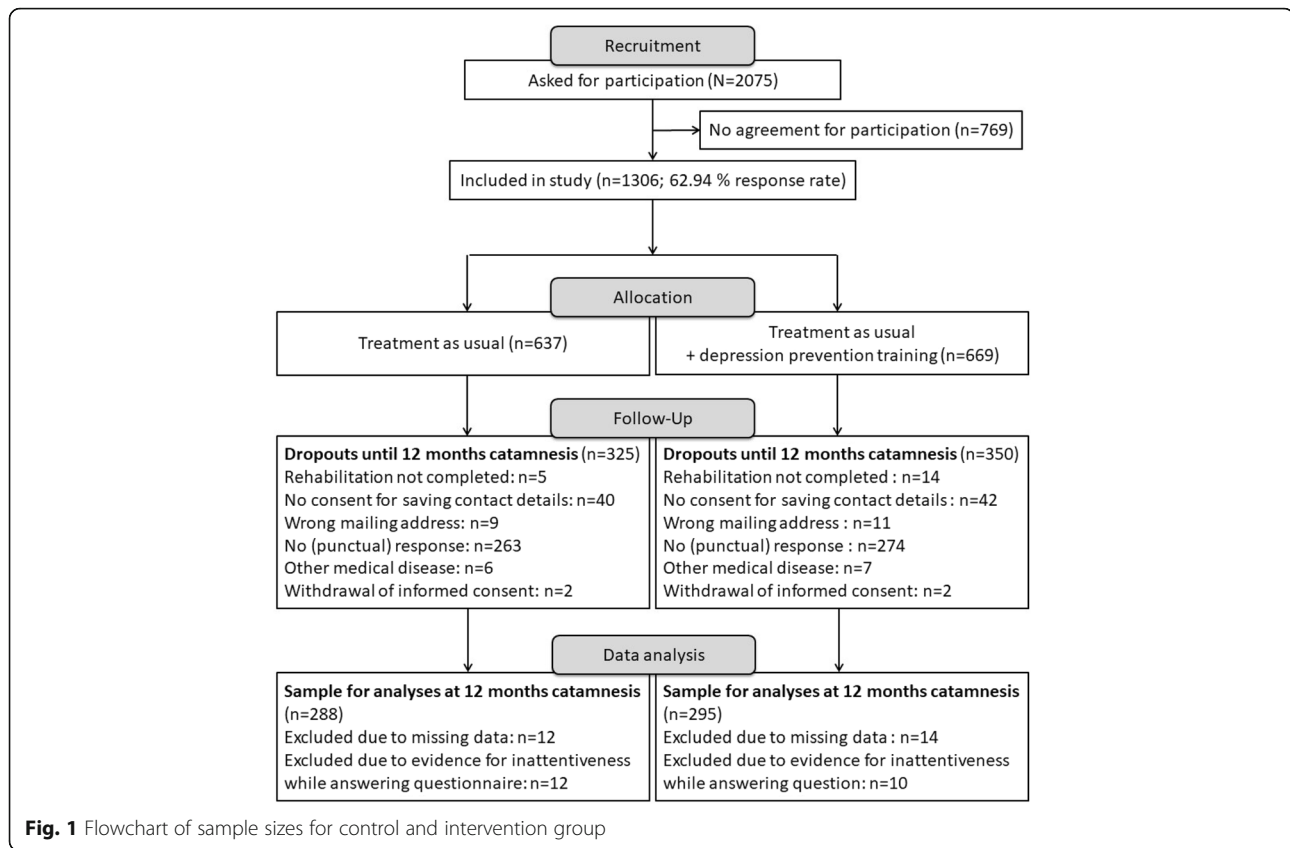 Recruitment
Asked for participation (N=2075)
No agreement for participation (n=769)
Included in study (n=1306; 62.94 % response rate)
Allocation
Treatment as usual (n=637)
Treatment as usual
+ depression prevention training (n=669)
Follow-Up
Dropouts until 12 months catamnesis (n=325)
Rehabilitation not completed: n=5
No consent for saving contact details: n=40
Wrong mailing address: n=9
No (punctual) response: n=263
Other medical disease: n=6
Withdrawal of informed consent: n=2
Dropouts until 12 months catamnesis (n=350)
Rehabilitation not completed : n=14
No consent for saving contact details : n=42
Wrong mailing address : n=11
No (punctual) response : n=274
Other medical disease: n=7
Withdrawal of informed consent: n=2
Data analysis
Sample for analyses at 12 months catamnesis
(n=288)
Excluded due to missing data: n=12
Excluded due to evidence for inattentiveness
while answering questionnaire: n=12
Sample for analyses at 12 months catamnesis
(n=295)
Excluded due to missing data : n=14
Excluded due to evidence for inattentiveness
while answering question: n=10
Fig. 1 Flowchart of sample sizes for control and intervention group